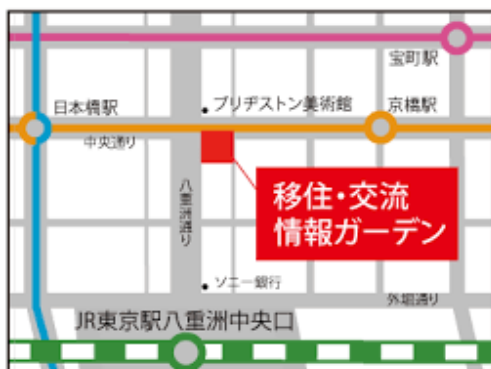 宝町駅
日本橋駅
ブリヂストン美術館
京橋駅
中央通り
八重洲通り
移住・交流
情報ガーデン
ソニー銀行
外堀通り
JR東京駅八重洲中央口